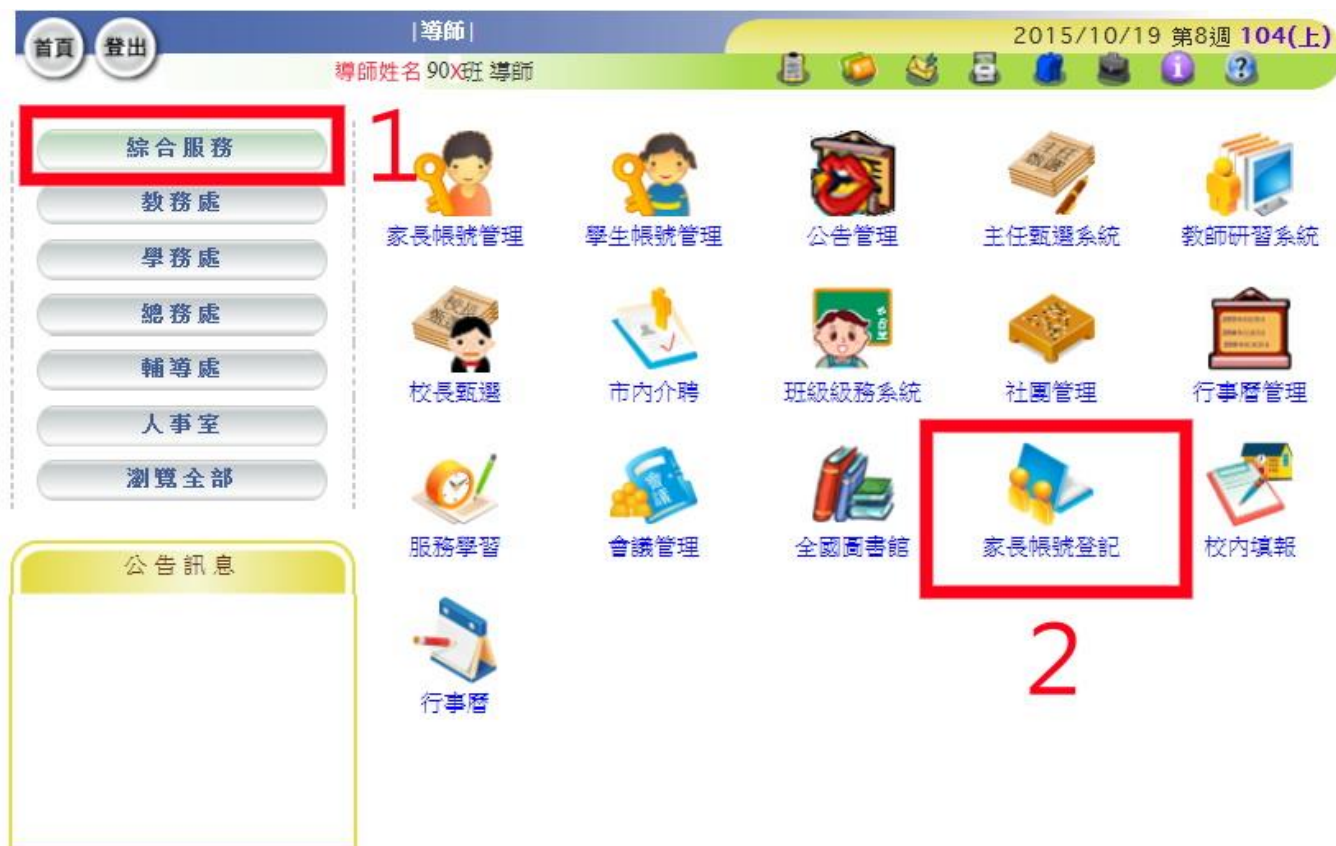 首頁 登出 |導師| 2015/10/19 第8週 104(上)
導師姓名 90X班 導師
綜合服務
1
教務處
學務處
總務處
輔導處
人事室
瀏覽全部
公告訊息
家長帳號管理 學生帳號管理 公告管理 主任甄選系統 教師研習系統
校長甄選 市內介聘 班級級務系統 社團管理 行事曆管理
會議
服務學習 會議管理 全國圖書館 家長帳號登記 校內填報
2
行事曆